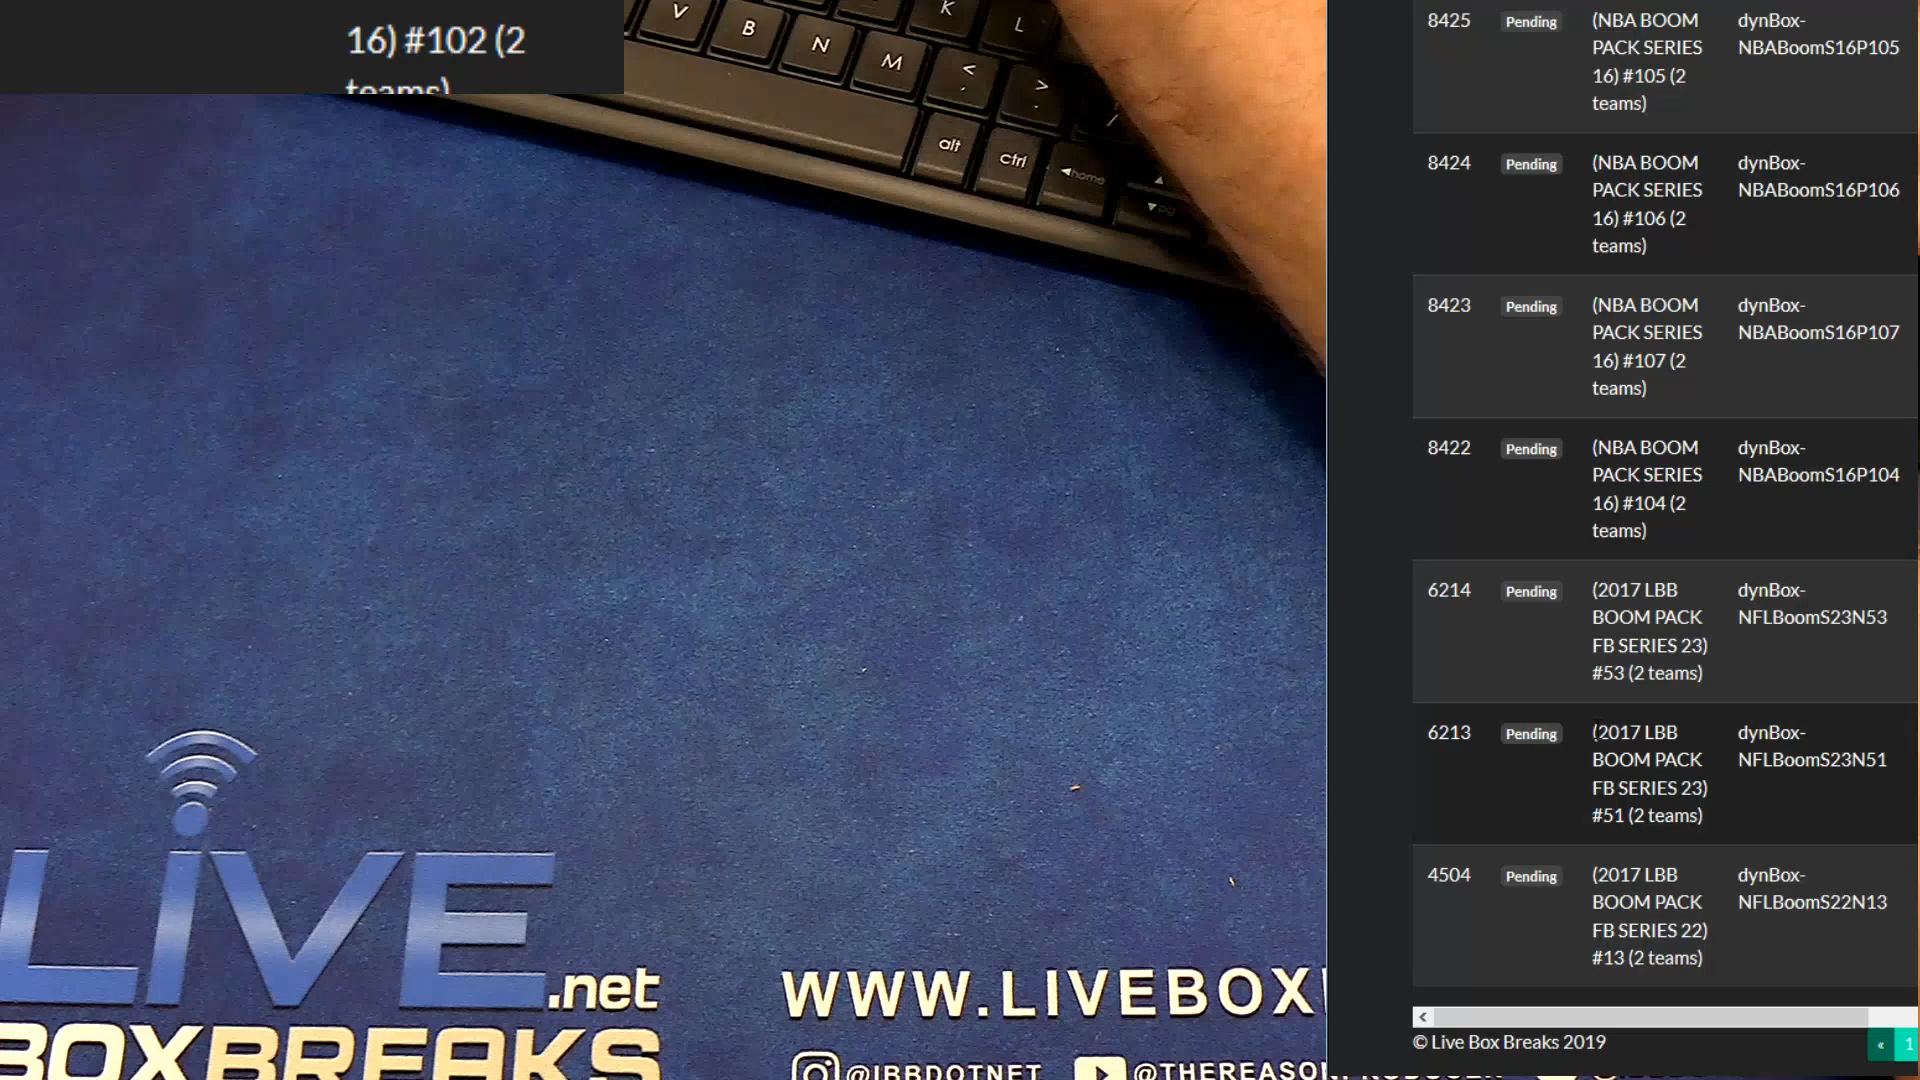 16) #102 (2
teams)
V B N M K L < , > . /
alt ctrl ◄home ▲ ▼pg
LIVE.net
BOXBREAKS
WWW.LIVEBOX
@LBBDOTNET
8425 Pending (NBA BOOM PACK SERIES 16) #105 (2 teams) dynBox-NBABoomS16P105
8424 Pending (NBA BOOM PACK SERIES 16) #106 (2 teams) dynBox-NBABoomS16P106
8423 Pending (NBA BOOM PACK SERIES 16) #107 (2 teams) dynBox-NBABoomS16P107
8422 Pending (NBA BOOM PACK SERIES 16) #104 (2 teams) dynBox-NBABoomS16P104
6214 Pending (2017 LBB BOOM PACK FB SERIES 23) #53 (2 teams) dynBox-NFLBoomS23N53
6213 Pending (2017 LBB BOOM PACK FB SERIES 23) #51 (2 teams) dynBox-NFLBoomS23N51
4504 Pending (2017 LBB BOOM PACK FB SERIES 22) #13 (2 teams) dynBox-NFLBoomS22N13
© Live Box Breaks 2019
« 1